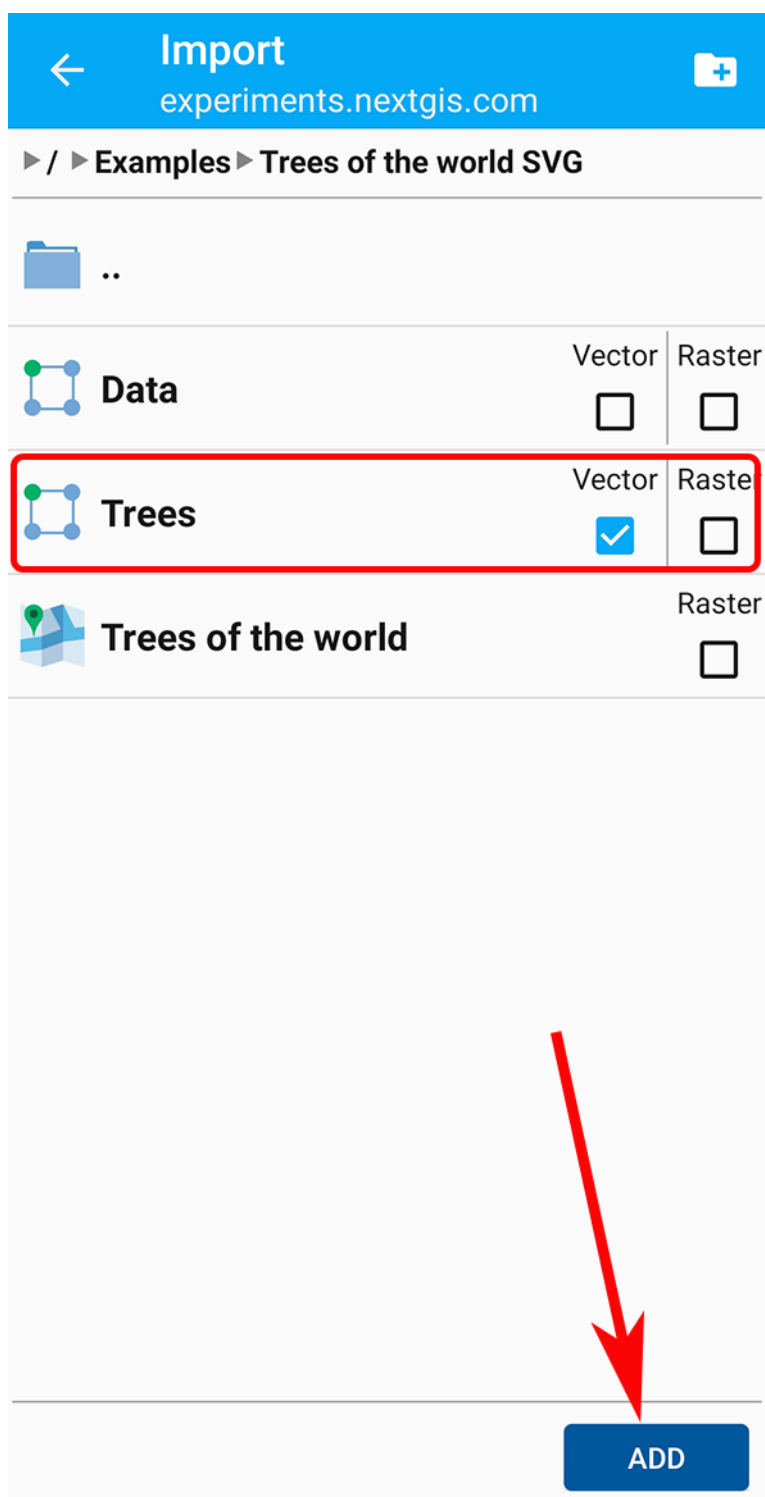 Import
experiments.nextgis.com
/ Examples Trees of the world SVG
..
Vector Raster
Data
Vector Raster
Trees
Raster
Trees of the world
ADD